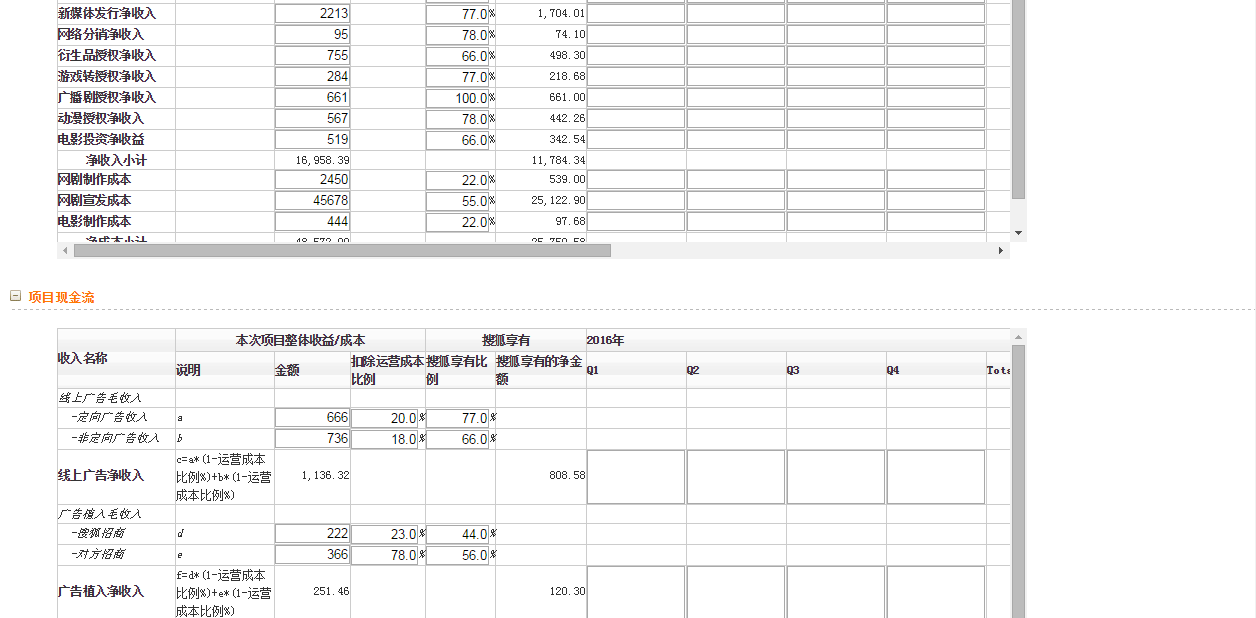 新媒体发行净收入 2213 77.0% 1,704.01
网络分销净收入 95 78.0% 74.10
衍生品授权净收入 755 66.0% 498.30
游戏转授权净收入 284 77.0% 218.68
广播剧授权净收入 661 100.0% 661.00
动漫授权净收入 567 78.0% 442.26
电影投资净收益 519 66.0% 342.54
净收入小计 16,958.39 11,784.34
网剧制作成本 2450 22.0% 539.00
网剧宣发成本 45678 55.0% 25,122.90
电影制作成本 444 22.0% 97.68
净成本小计 48,572.00 25,759.58
项目现金流
本次项目整体收益/成本 搜狐享有 2016年
收入名称 说明 金额 扣除运营成本比例 搜狐享有比例 搜狐享有的净金额 Q1 Q2 Q3 Q4 Tota
线上广告毛收入
-定向广告收入 a 666 20.0% 77.0%
-非定向广告收入 b 736 18.0% 66.0%
线上广告净收入 c=a*(1-运营成本比例%)+b*(1-运营成本比例%) 1,136.32 808.58
广告植入毛收入
-搜狐招商 d 222 23.0% 44.0%
-对方招商 e 366 78.0% 56.0%
广告植入净收入 f=d*(1-运营成本比例%)+e*(1-运营成本比例%) 251.46 120.30